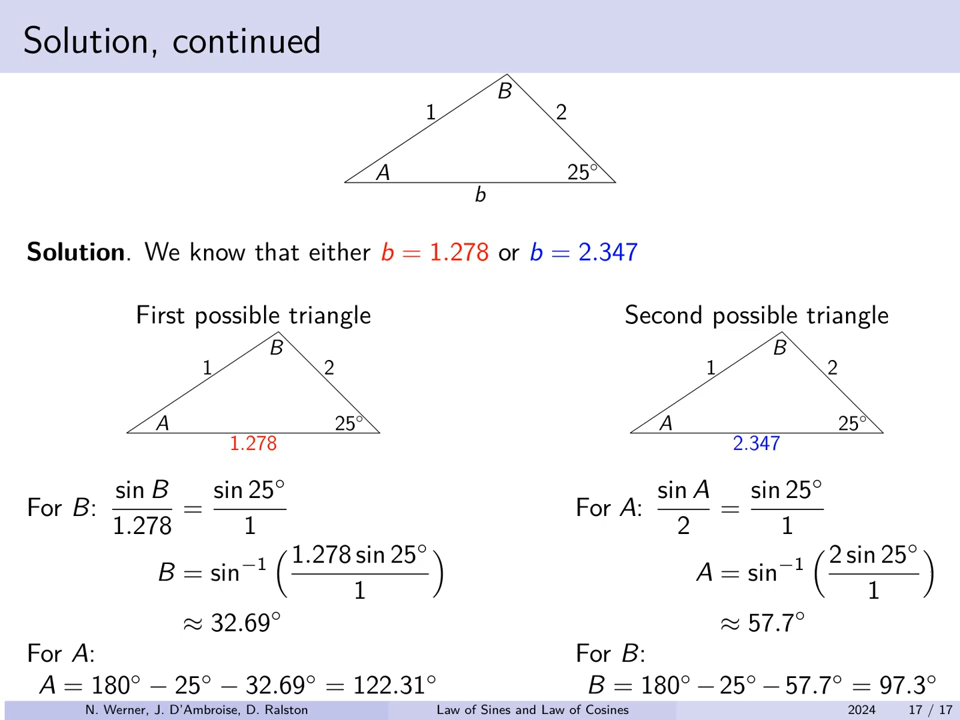 Solution, continued
B
1
2
A
25°
b
Solution. We know that either b = 1.278 or b = 2.347
First possible triangle
B
1
2
A
25°
1.278
For B: sin B / 1.278 = sin 25° / 1
B = sin⁻¹ (1.278 sin 25° / 1)
≈ 32.69°
For A:
A = 180° − 25° − 32.69° = 122.31°
Second possible triangle
B
1
2
A
25°
2.347
For A: sin A / 2 = sin 25° / 1
A = sin⁻¹ (2 sin 25° / 1)
≈ 57.7°
For B:
B = 180° − 25° − 57.7° = 97.3°
N. Werner, J. D'Ambroise, D. Ralston Law of Sines and Law of Cosines 2024 17 / 17